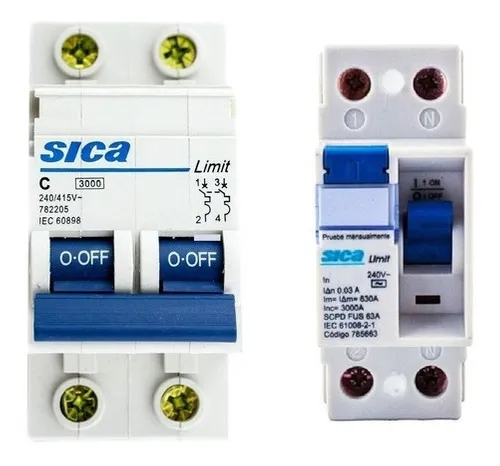 sica
Limit
C 3000
240/415V~
782205
IEC 60898
1 3
2 4
O·OFF O·OFF
1 N
I ON
O OFF
Pruebe mensualmente
sica Limit
In 240V~
IΔn 0.03 A
Im= IΔm= 630A
Inc= 3000A
SCPD FUS 63A
IEC 61008-2-1
Código 785663
2 N